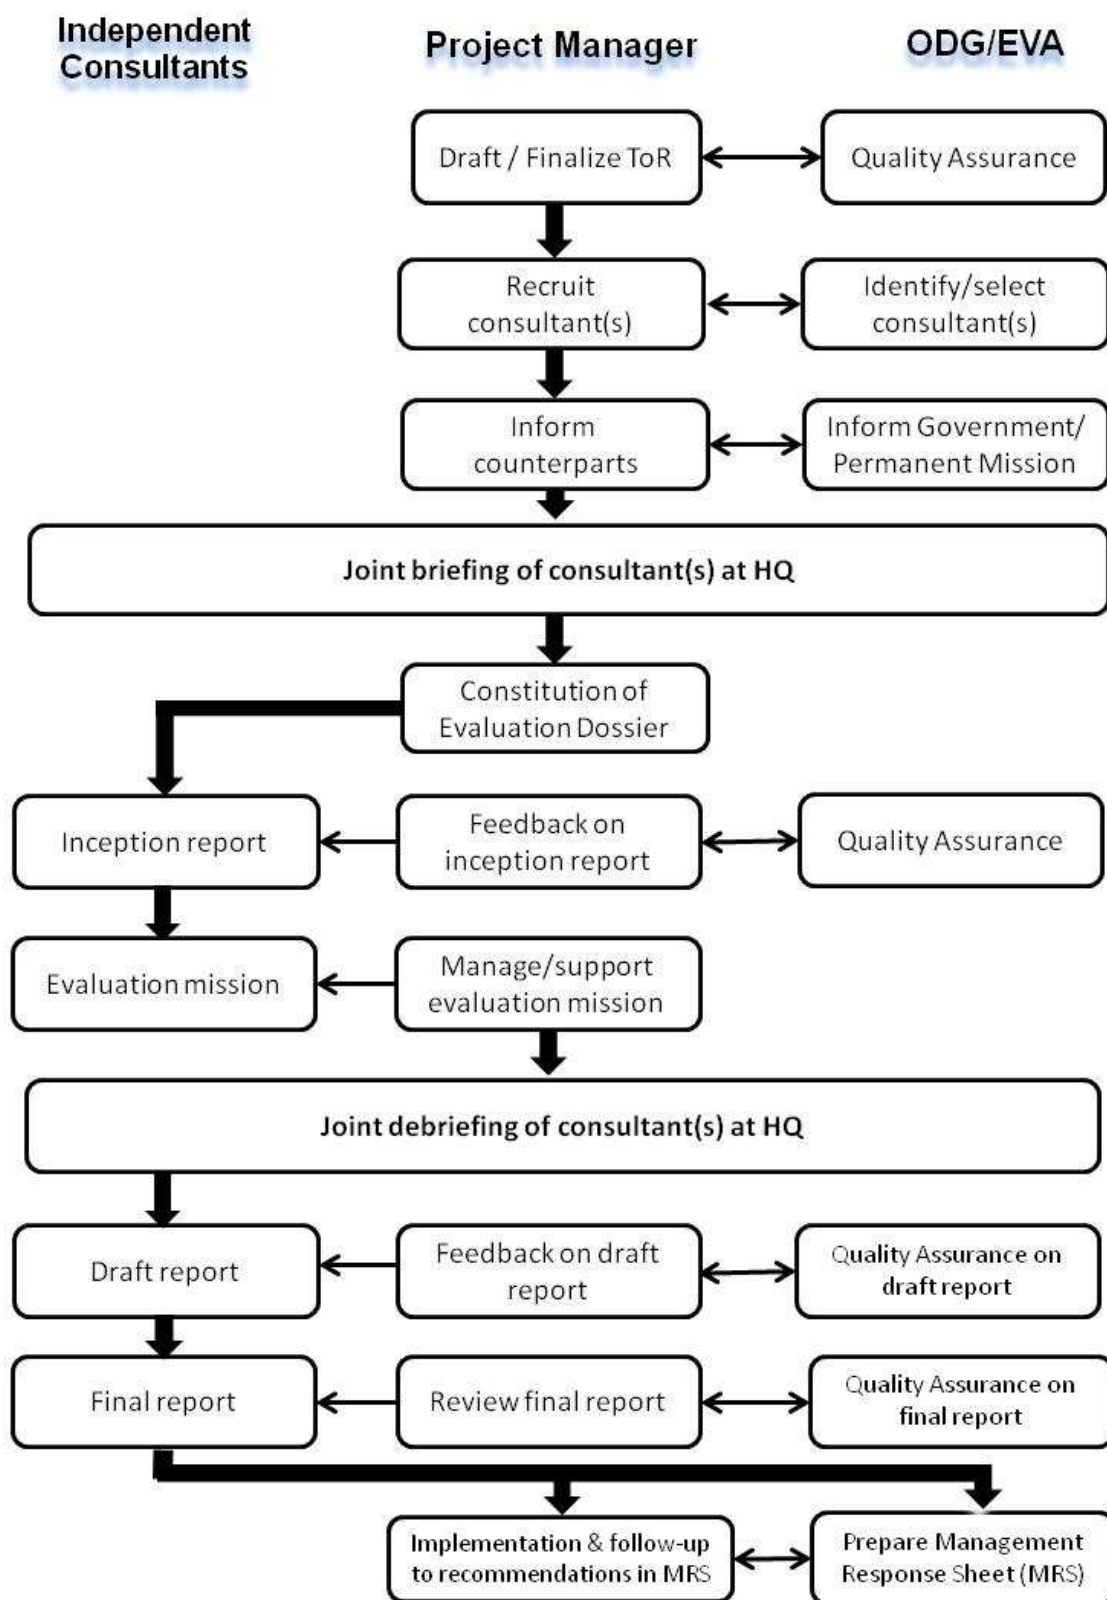 Independent
Consultants
Project Manager
ODG/EVA
Draft / Finalize ToR
Quality Assurance
Recruit
consultant(s)
Identify/select
consultant(s)
Inform
counterparts
Inform Government/
Permanent Mission
Joint briefing of consultant(s) at HQ
Constitution of
Evaluation Dossier
Inception report
Feedback on
inception report
Quality Assurance
Evaluation mission
Manage/support
evaluation mission
Joint debriefing of consultant(s) at HQ
Draft report
Feedback on draft
report
Quality Assurance on
draft report
Final report
Review final report
Quality Assurance on
final report
Implementation & follow-up
to recommendations in MRS
Prepare Management
Response Sheet (MRS)